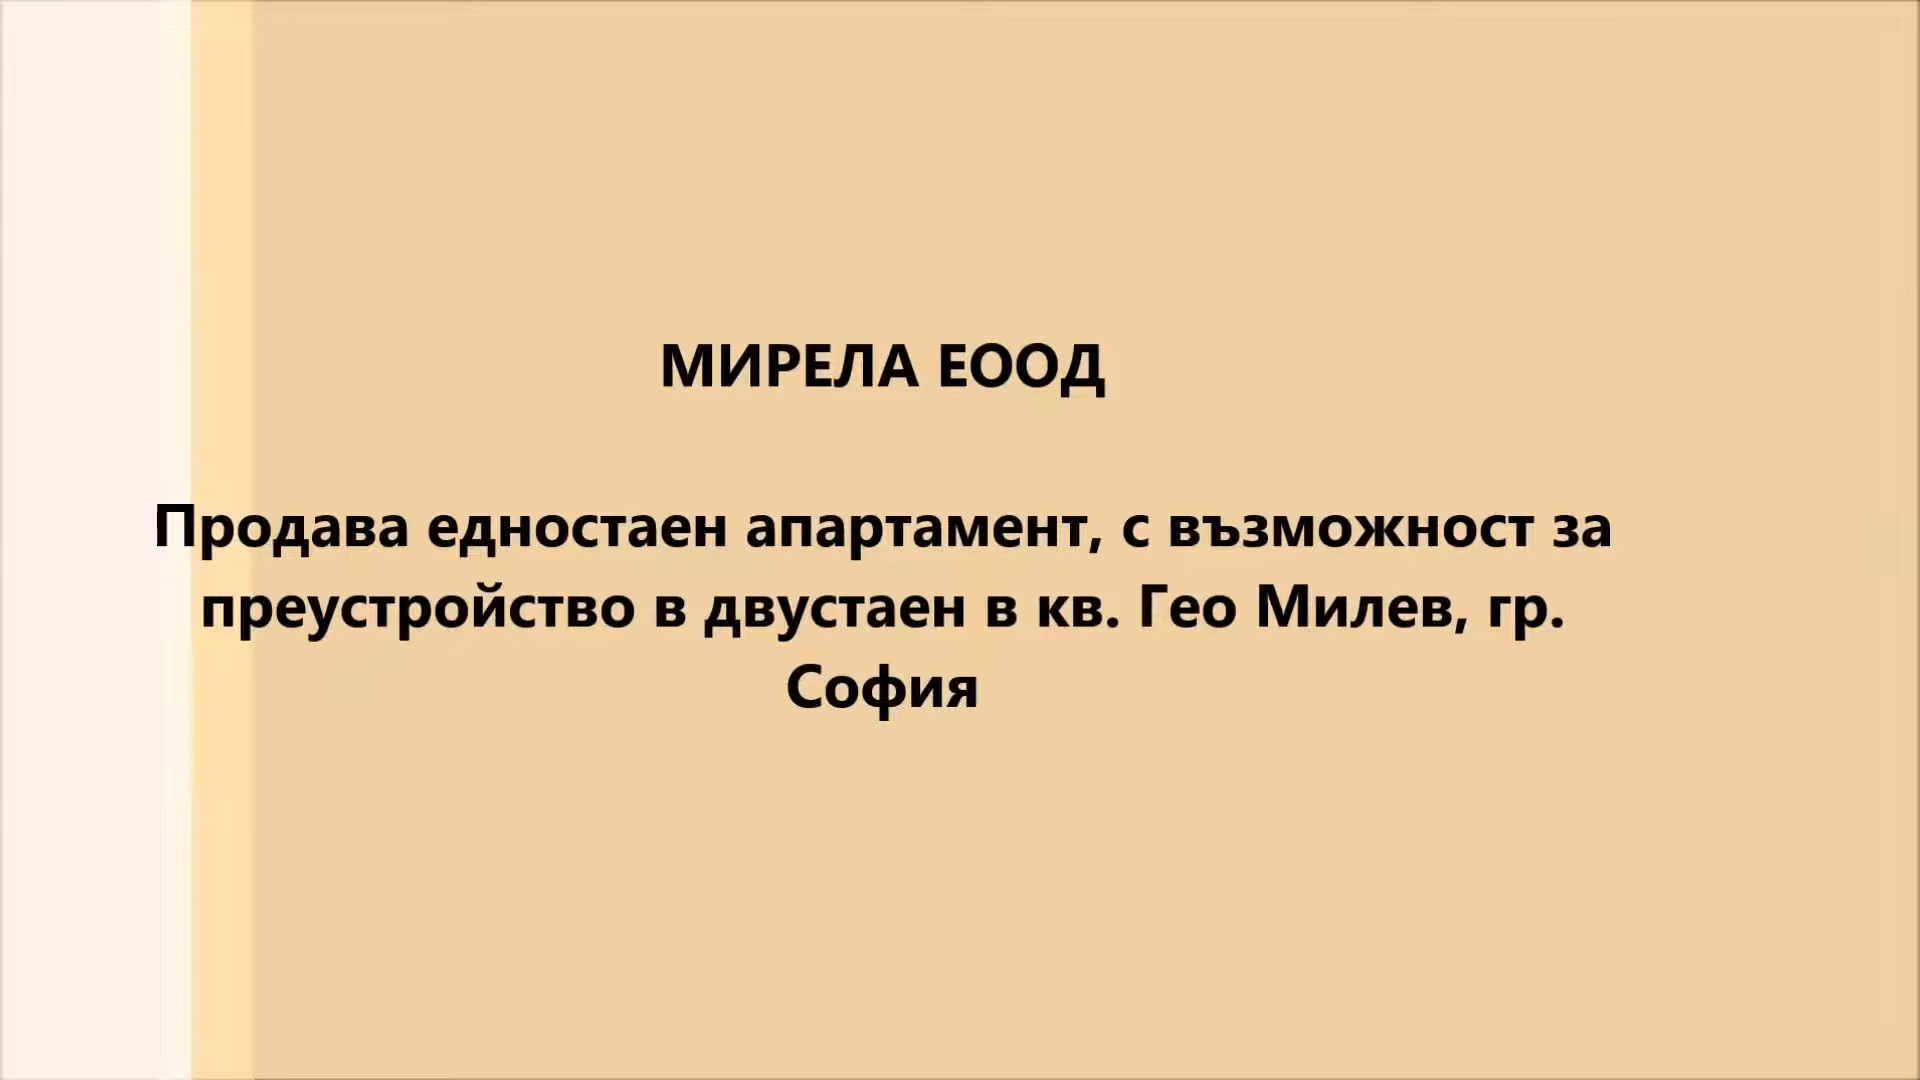 МИРЕЛА ЕООД
Продава едностаен апартамент, с възможност за
преустройство в двустаен в кв. Гео Милев, гр.
София